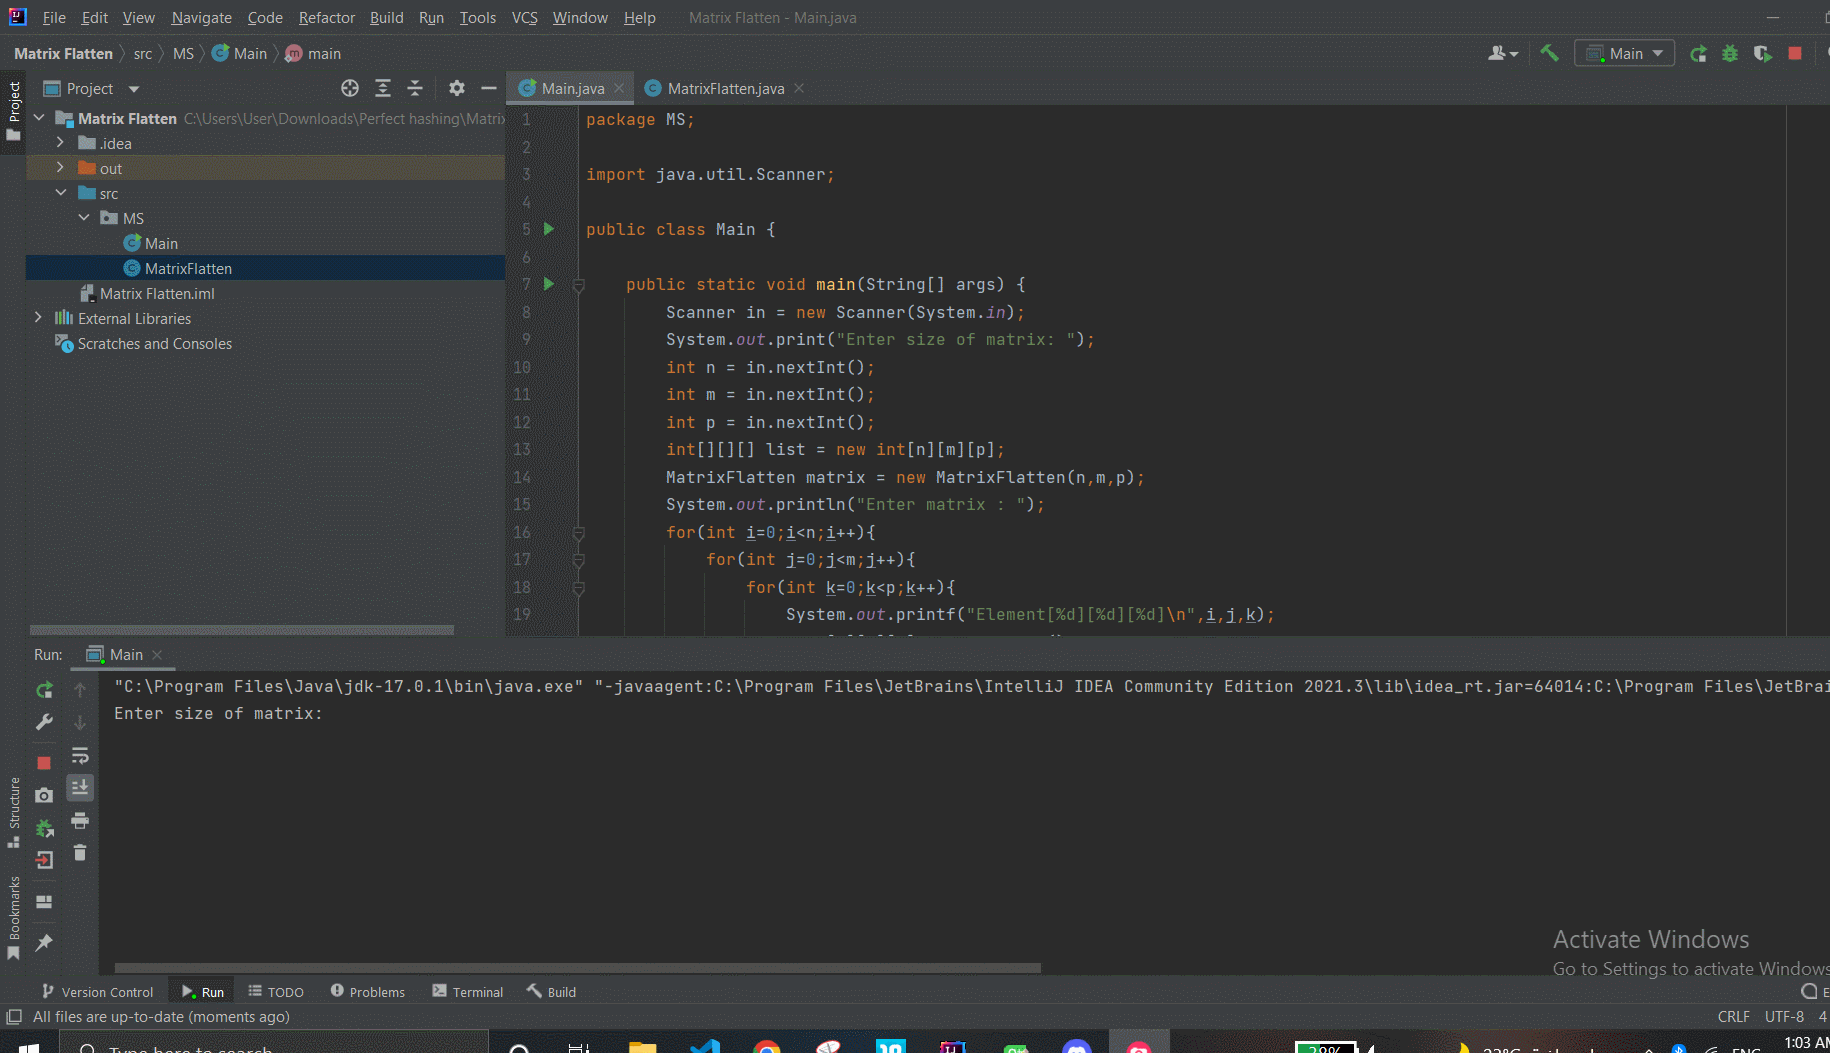 File Edit View Navigate Code Refactor Build Run Tools VCS Window Help Matrix Flatten - Main.java
Matrix Flatten src MS Main main
Main
Project
Project
Main.java
MatrixFlatten.java
Matrix Flatten C:\Users\User\Downloads\Perfect hashing\Matrix
.idea
out
src
MS
Main
MatrixFlatten
Matrix Flatten.iml
External Libraries
Scratches and Consoles
1 package MS;
2
3 import java.util.Scanner;
4
5 public class Main {
6
7 public static void main(String[] args) {
8 Scanner in = new Scanner(System.in);
9 System.out.print("Enter size of matrix: ");
10 int n = in.nextInt();
11 int m = in.nextInt();
12 int p = in.nextInt();
13 int[][][] list = new int[n][m][p];
14 MatrixFlatten matrix = new MatrixFlatten(n,m,p);
15 System.out.println("Enter matrix : ");
16 for(int i=0;i<n;i++){
17 for(int j=0;j<m;j++){
18 for(int k=0;k<p;k++){
19 System.out.printf("Element[%d][%d][%d]\n",i,j,k);
Run: Main
"C:\Program Files\Java\jdk-17.0.1\bin\java.exe" "-javaagent:C:\Program Files\JetBrains\IntelliJ IDEA Community Edition 2021.3\lib\idea_rt.jar=64014:C:\Program Files\JetBrai
Enter size of matrix:
Structure
Bookmarks
Activate Windows
Go to Settings to activate Windows
Version Control Run TODO Problems Terminal Build
All files are up-to-date (moments ago)
CRLF UTF-8 4
Type here to search
28%
1:03 AM
ENG